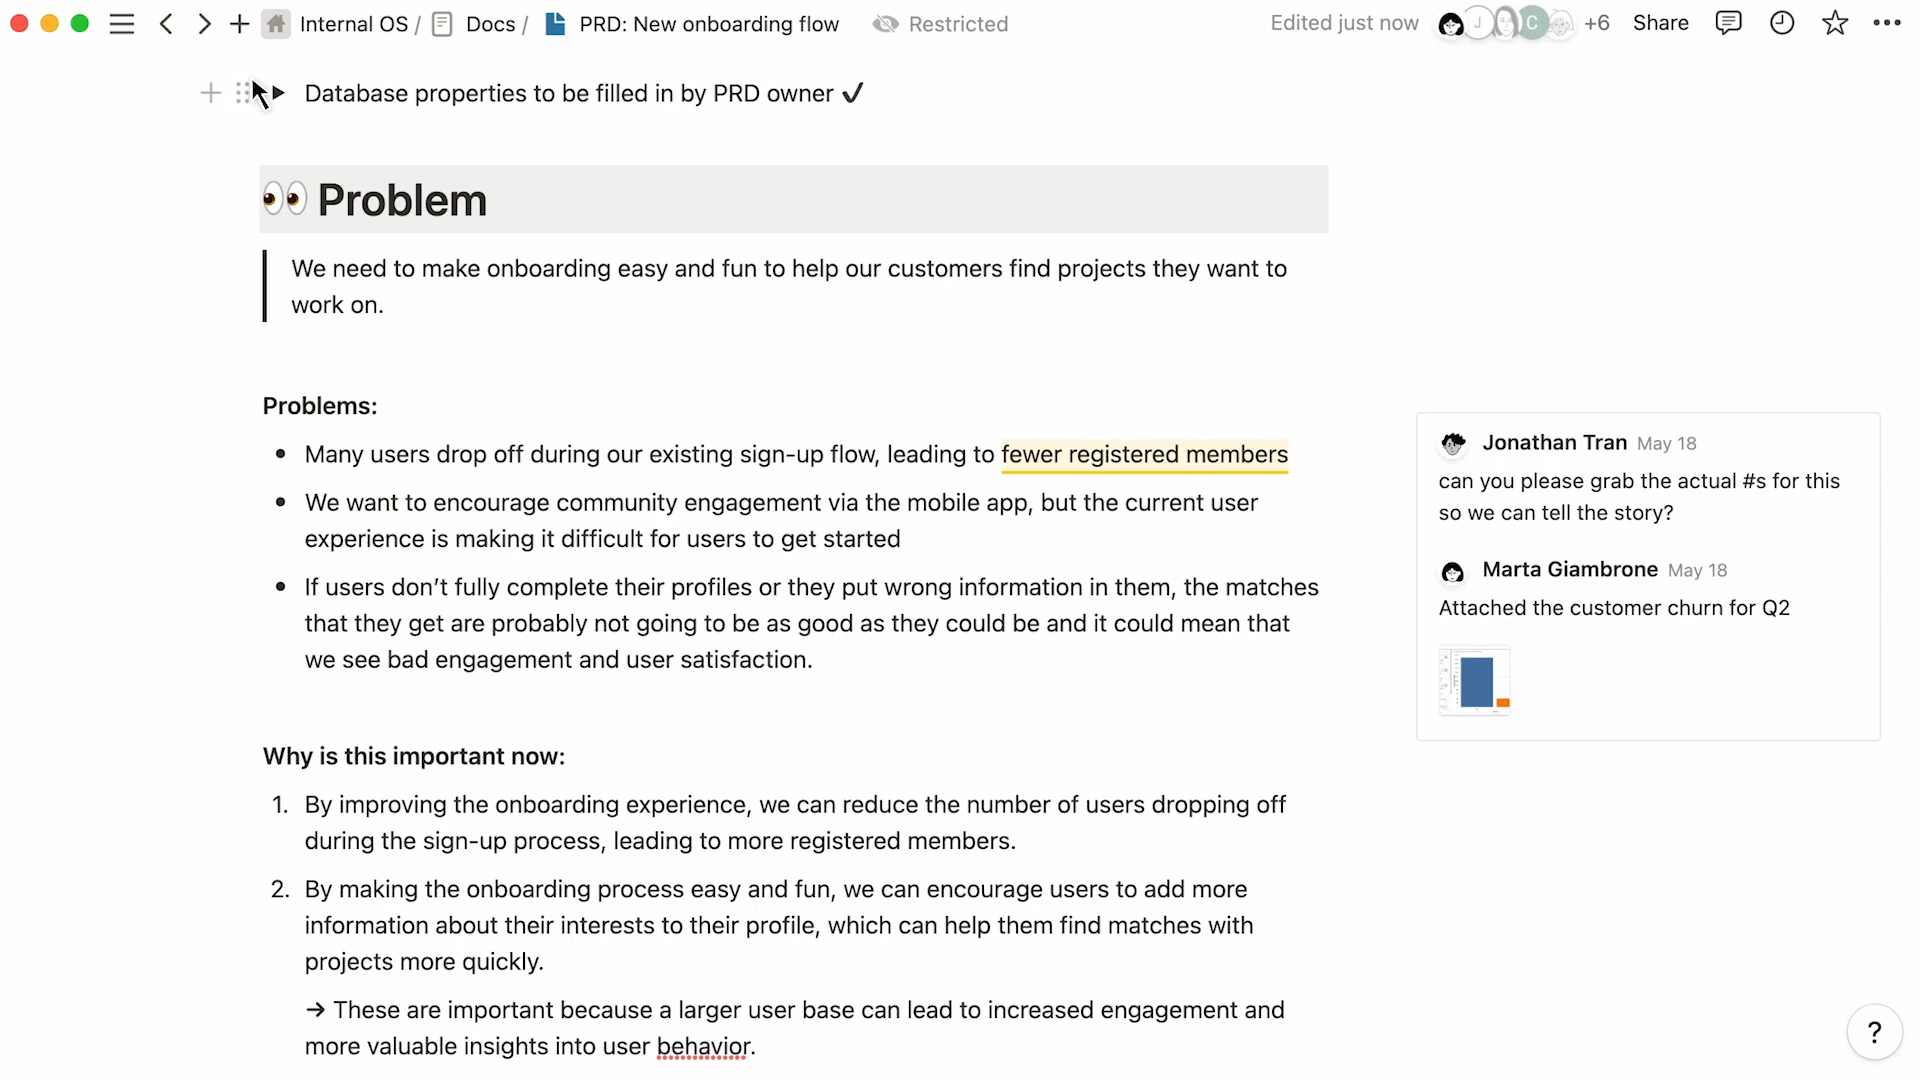 Internal OS / Docs / PRD: New onboarding flow Restricted Edited just now J C +6 Share
Database properties to be filled in by PRD owner ✔
👀 Problem
We need to make onboarding easy and fun to help our customers find projects they want to
work on.
Problems:
• Many users drop off during our existing sign-up flow, leading to fewer registered members
• We want to encourage community engagement via the mobile app, but the current user
experience is making it difficult for users to get started
• If users don’t fully complete their profiles or they put wrong information in them, the matches
that they get are probably not going to be as good as they could be and it could mean that
we see bad engagement and user satisfaction.
Why is this important now:
1. By improving the onboarding experience, we can reduce the number of users dropping off
during the sign-up process, leading to more registered members.
2. By making the onboarding process easy and fun, we can encourage users to add more
information about their interests to their profile, which can help them find matches with
projects more quickly.
→ These are important because a larger user base can lead to increased engagement and
more valuable insights into user behavior.
Jonathan Tran May 18
can you please grab the actual #s for this
so we can tell the story?
Marta Giambrone May 18
Attached the customer churn for Q2
?